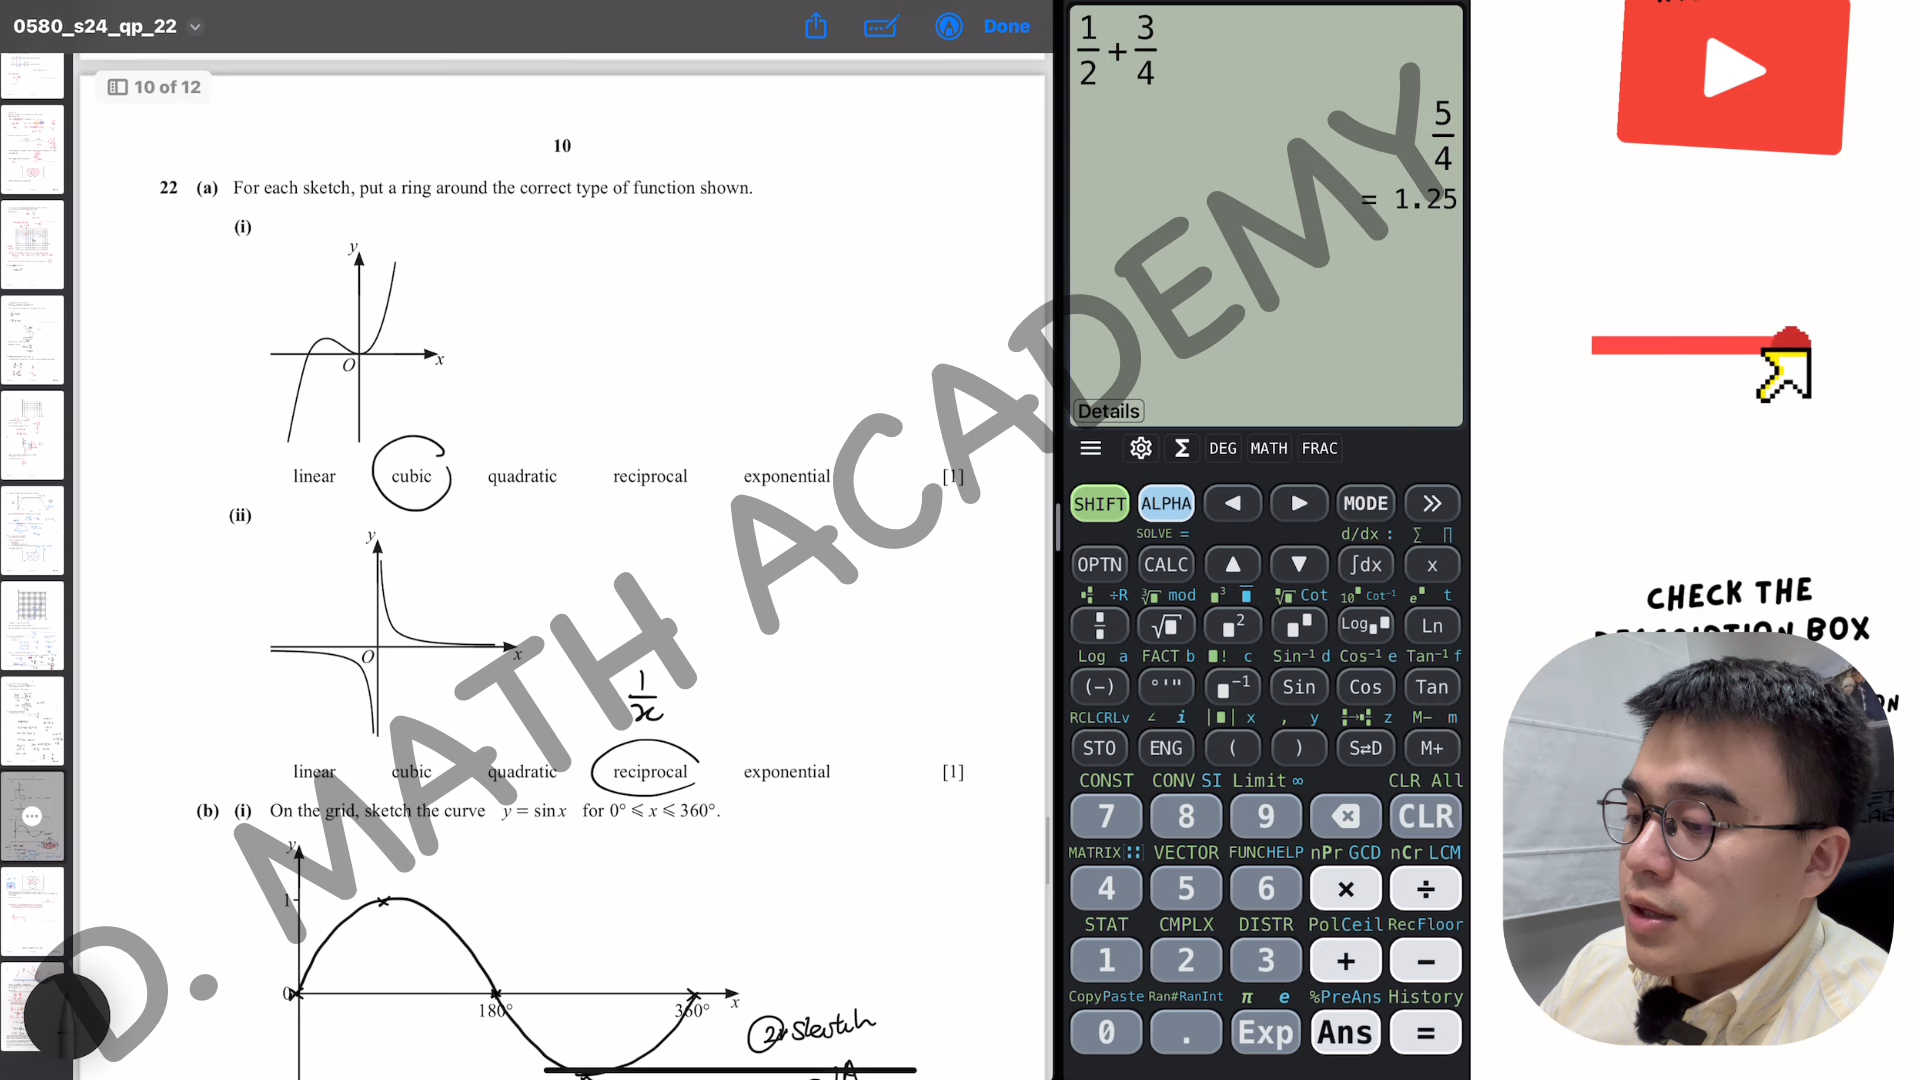 0580_s24_qp_22
Done
10 of 12
10
22 (a) For each sketch, put a ring around the correct type of function shown.
(i)
y
O
x
linear cubic quadratic reciprocal exponential [1]
(ii)
y
O
x
1
x
linear cubic quadratic reciprocal exponential [1]
(b) (i) On the grid, sketch the curve y = sin x for 0° ⩽ x ⩽ 360°.
y
1
0
180°
360°
x
MATH ACADEMY
1/2 + 3/4
5/4
= 1.25
Details
DEG MATH FRAC
SHIFT ALPHA MODE
SOLVE = d/dx : ∑ ∏
OPTN CALC ▲ ▼ ∫dx x
÷R mod Cot 10 Cot⁻¹ e t
√ 2 Log Ln
Log a FACT b ! c Sin⁻¹ d Cos⁻¹ e Tan⁻¹ f
(−) °'" ⁻¹ Sin Cos Tan
RCLCRLv ∠ i | | x , y z M− m
STO ENG ( ) S⇄D M+
CONST CONV SI Limit ∞ CLR All
7 8 9 CLR
MATRIX VECTOR FUNCHELP nPr GCD nCr LCM
4 5 6 × ÷
STAT CMPLX DISTR PolCeil RecFloor
1 2 3 + −
CopyPaste Ran#RanInt π e %PreAns History
0 . Exp Ans =
CHECK THE
BOX